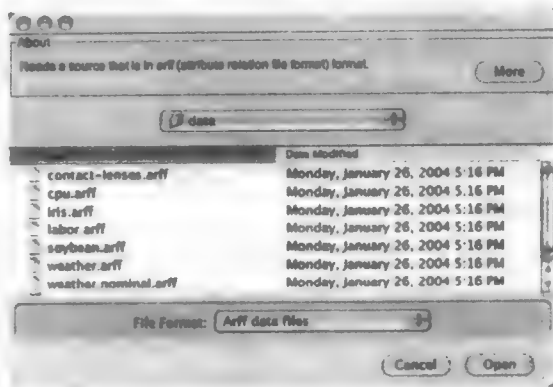 About
Reads a source that is in arff (attribute relation file format) format.
More
data
Date Modified
contact-lenses.arff Monday, January 26, 2004 5:16 PM
cpu.arff Monday, January 26, 2004 5:16 PM
iris.arff Monday, January 26, 2004 5:16 PM
labor.arff Monday, January 26, 2004 5:16 PM
soybean.arff Monday, January 26, 2004 5:16 PM
weather.arff Monday, January 26, 2004 5:16 PM
weather.nominal.arff Monday, January 26, 2004 5:16 PM
File Format: Arff data files
Cancel Open